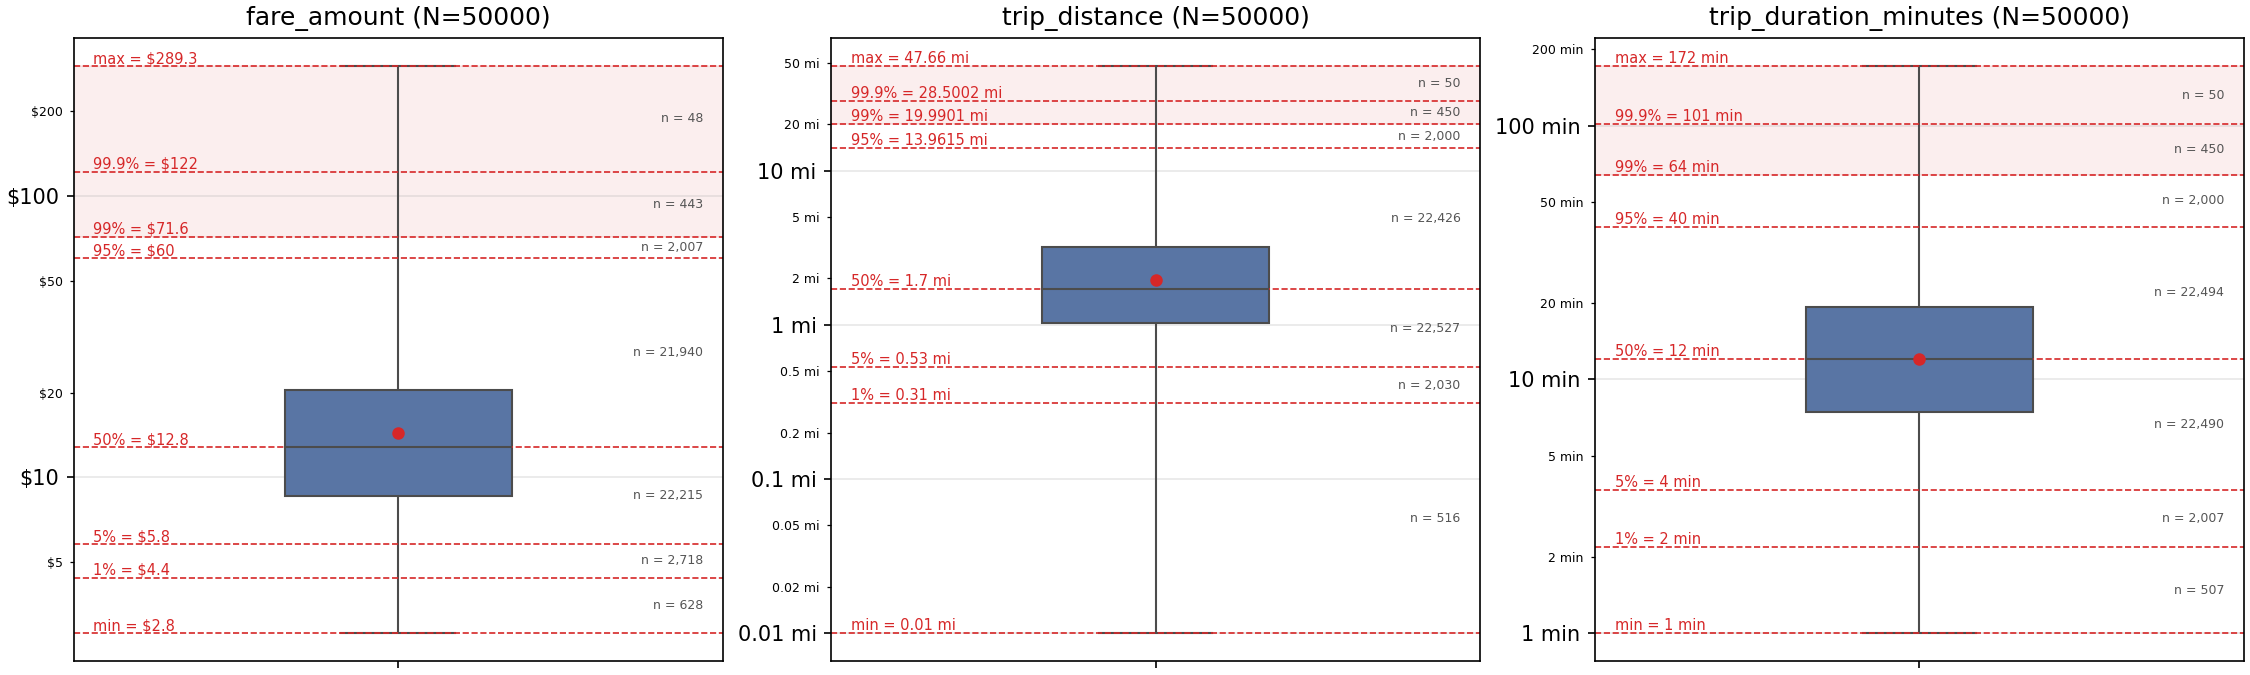 fare_amount (N=50000)
max = $289.3
$200
n = 48
99.9% = $122
$100
n = 443
99% = $71.6
n = 2,007
95% = $60
$50
n = 21,940
$20
50% = $12.8
$10
n = 22,215
5% = $5.8
$5
n = 2,718
1% = $4.4
n = 628
min = $2.8
trip_distance (N=50000)
max = 47.66 mi
50 mi
n = 50
99.9% = 28.5002 mi
n = 450
99% = 19.9901 mi
20 mi
n = 2,000
95% = 13.9615 mi
10 mi
5 mi
n = 22,426
2 mi
50% = 1.7 mi
1 mi
n = 22,527
5% = 0.53 mi
0.5 mi
n = 2,030
1% = 0.31 mi
0.2 mi
0.1 mi
0.05 mi
n = 516
0.02 mi
min = 0.01 mi
0.01 mi
trip_duration_minutes (N=50000)
200 min
max = 172 min
n = 50
99.9% = 101 min
100 min
n = 450
99% = 64 min
50 min
n = 2,000
95% = 40 min
n = 22,494
20 min
50% = 12 min
10 min
n = 22,490
5 min
5% = 4 min
n = 2,007
1% = 2 min
2 min
n = 507
min = 1 min
1 min